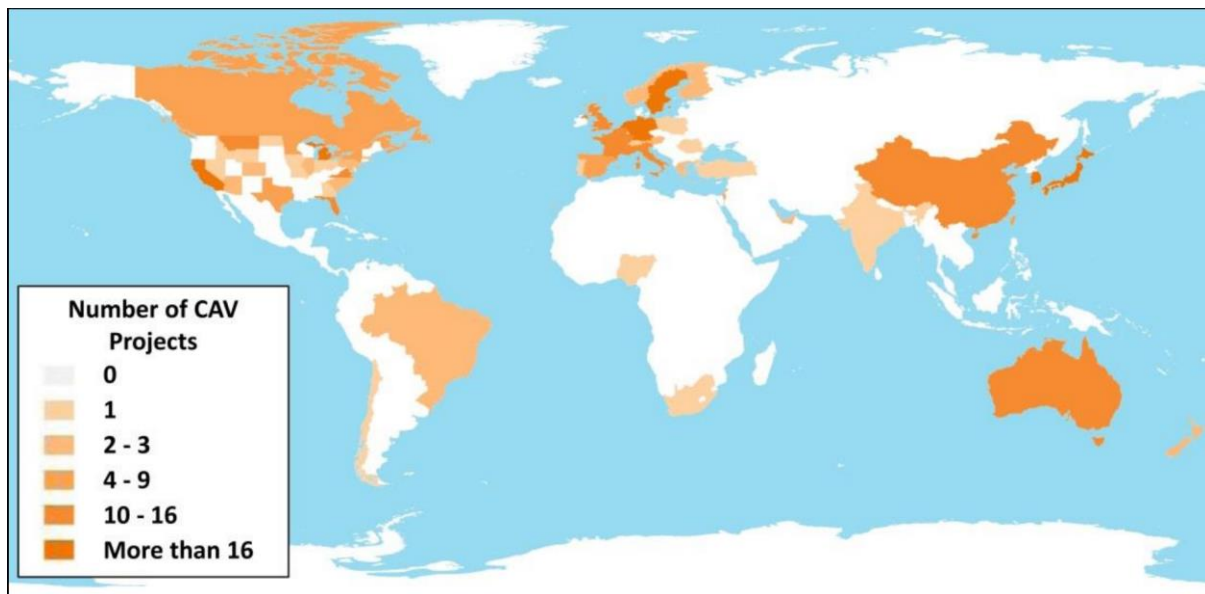 Number of CAV
Projects
0
1
2 - 3
4 - 9
10 - 16
More than 16